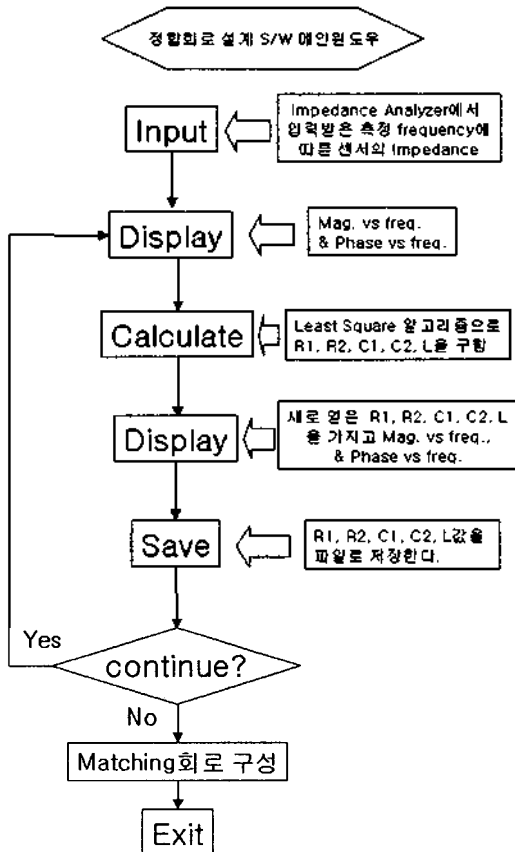 정합회로 설계 S/W 메인윈도우
Input
Impedance Analyzer에서
입력받은 측정 frequency에
따른 센서의 Impedance
Display
Mag. vs freq.
& Phase vs freq.
Calculate
Least Square 알고리즘으로
R1, R2, C1, C2, L을 구함
Display
새로 얻은 R1, R2, C1, C2, L
을 가지고 Mag. vs freq.,
& Phase vs freq.
Save
R1, R2, C1, C2, L값을
파일로 저장한다.
Yes
continue?
No
Matching회로 구성
Exit